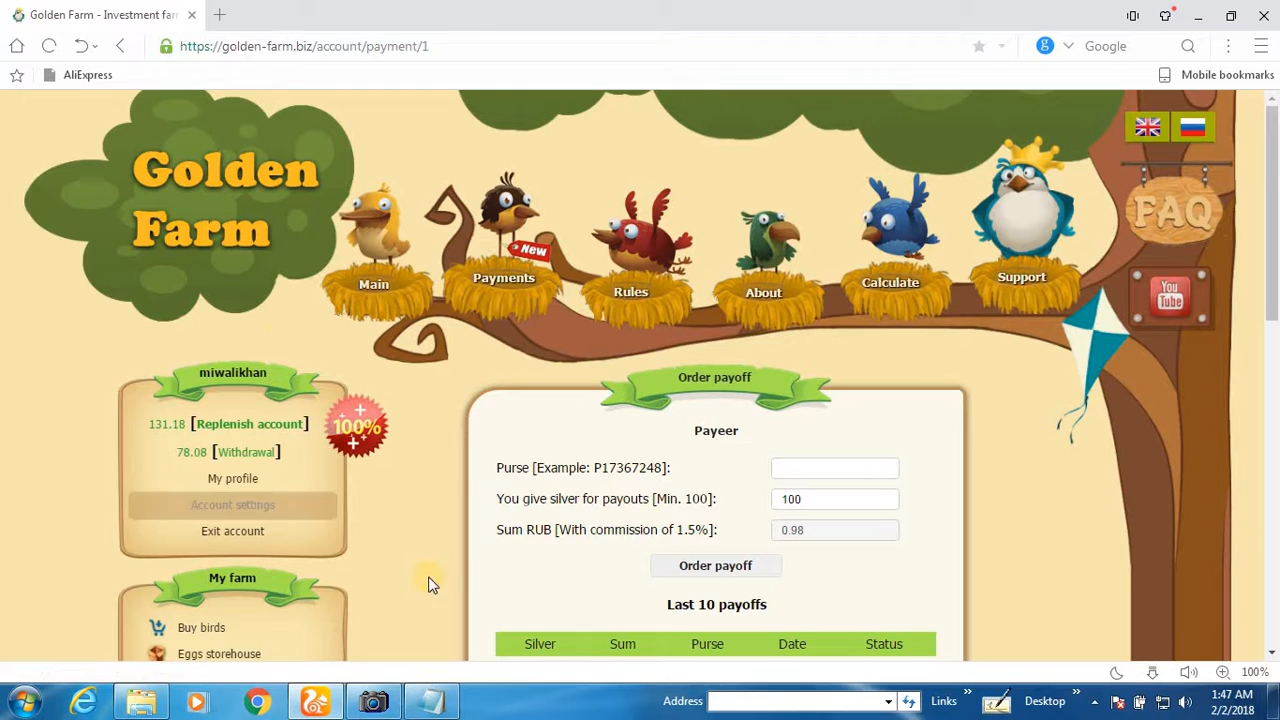 Golden Farm - Investment farm
https://golden-farm.biz/account/payment/1
Google
AliExpress
Mobile bookmarks
Golden
Farm
Main
Payments
New
Rules
About
Calculate
Support
FAQ
You
Tube
miwalikhan
131.18 [Replenish account]
100%
78.08 [Withdrawal]
My profile
Account settings
Exit account
My farm
Buy birds
Eggs storehouse
Order payoff
Payeer
Purse [Example: P17367248]:
You give silver for payouts [Min. 100]: 100
Sum RUB [With commission of 1.5%]: 0.98
Order payoff
Last 10 payoffs
Silver Sum Purse Date Status
100%
Address
Links
Desktop
1:47 AM
2/2/2018